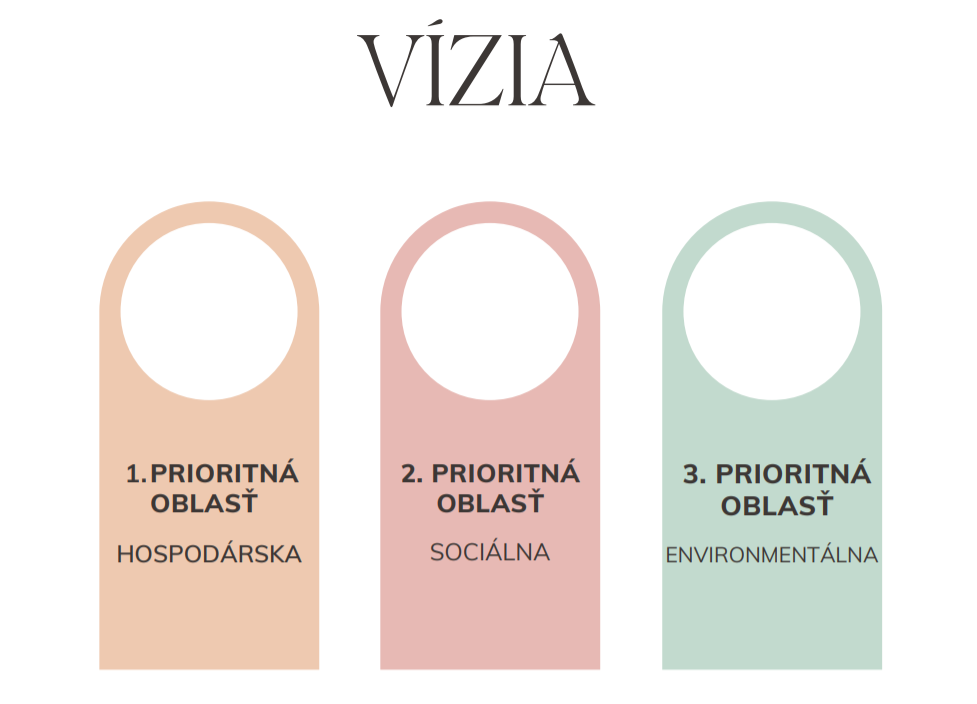 VÍZIA
1. PRIORITNÁ
OBLASŤ
HOSPODÁRSKA
2. PRIORITNÁ
OBLASŤ
SOCIÁLNA
3. PRIORITNÁ
OBLASŤ
ENVIRONMENTÁLNA